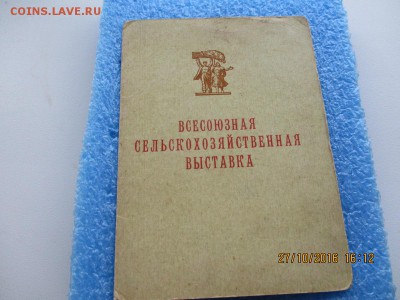 COINS.LAVE.RU
ВСЕСОЮЗНАЯ
СЕЛЬСКОХОЗЯЙСТВЕННАЯ
ВЫСТАВКА
27/10/2016 16:12